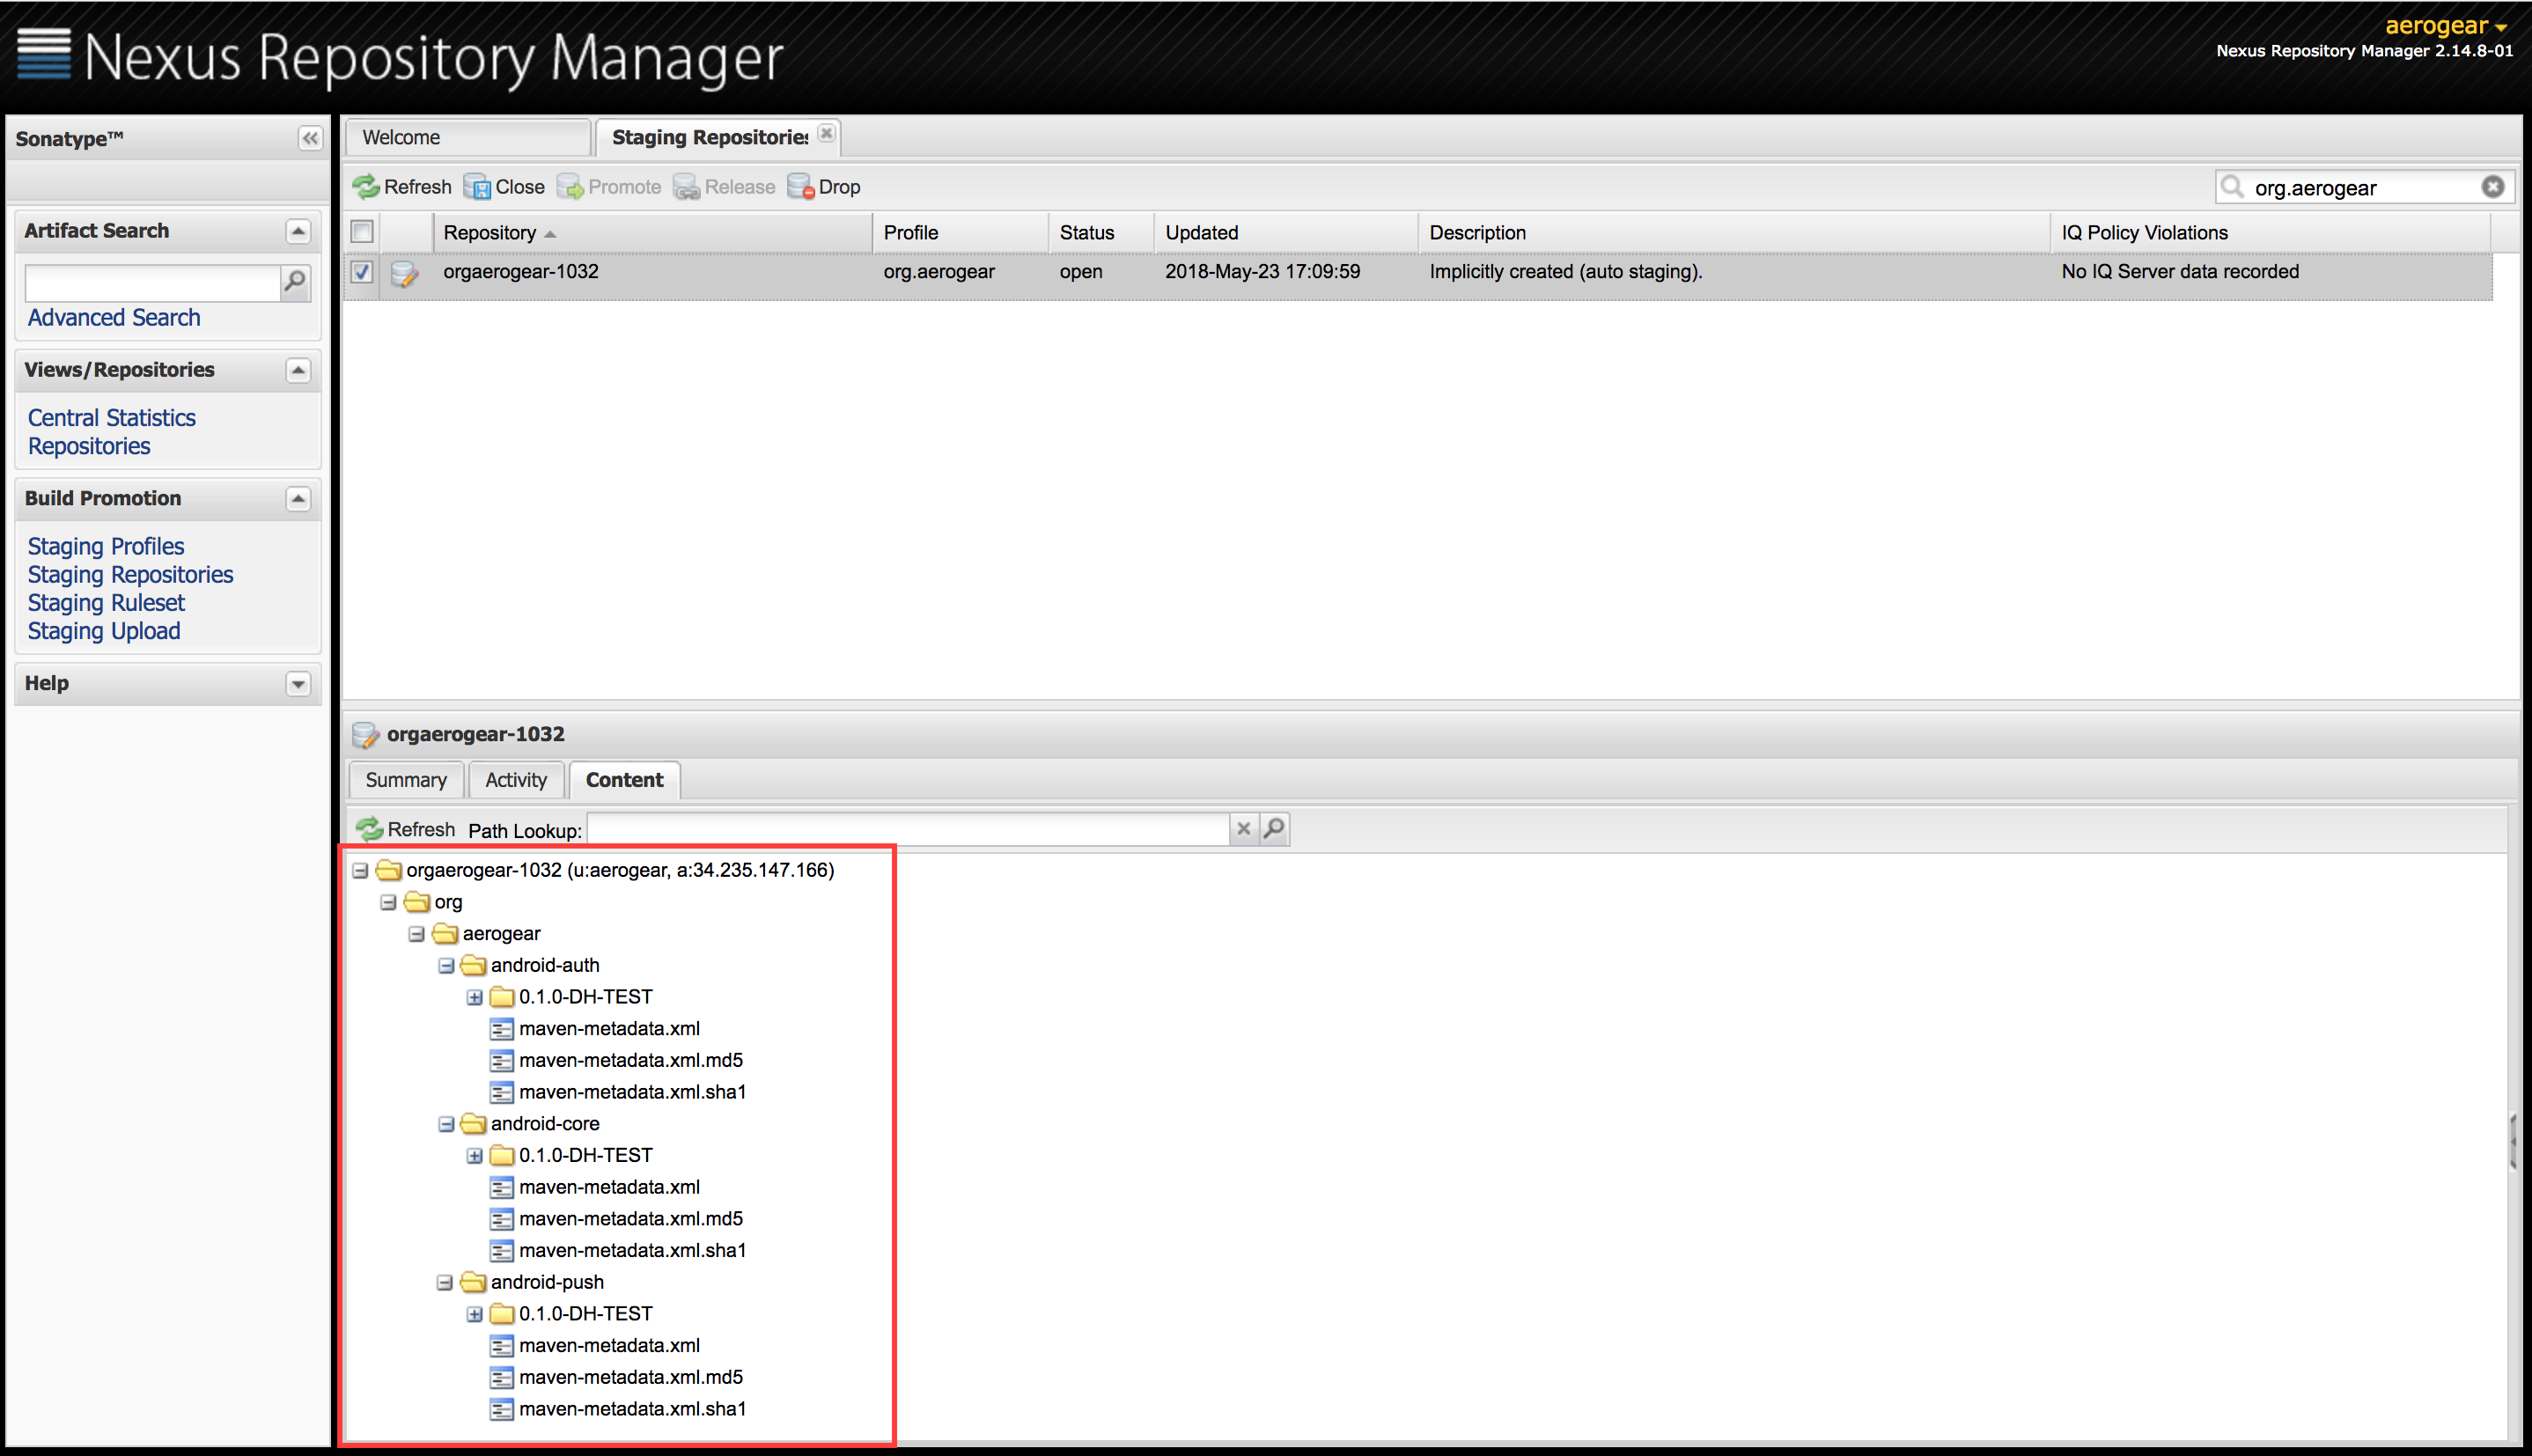 Nexus Repository Manager
aerogear
Nexus Repository Manager 2.14.8-01
Sonatype™
Artifact Search
Advanced Search
Views/Repositories
Central Statistics
Repositories
Build Promotion
Staging Profiles
Staging Repositories
Staging Ruleset
Staging Upload
Help
Welcome Staging Repositories
Refresh Close Promote Release Drop org.aerogear
Repository Profile Status Updated Description IQ Policy Violations
orgaerogear-1032 org.aerogear open 2018-May-23 17:09:59 Implicitly created (auto staging). No IQ Server data recorded
orgaerogear-1032
Summary Activity Content
Refresh Path Lookup:
orgaerogear-1032 (u:aerogear, a:34.235.147.166)
org
aerogear
android-auth
0.1.0-DH-TEST
maven-metadata.xml
maven-metadata.xml.md5
maven-metadata.xml.sha1
android-core
0.1.0-DH-TEST
maven-metadata.xml
maven-metadata.xml.md5
maven-metadata.xml.sha1
android-push
0.1.0-DH-TEST
maven-metadata.xml
maven-metadata.xml.md5
maven-metadata.xml.sha1